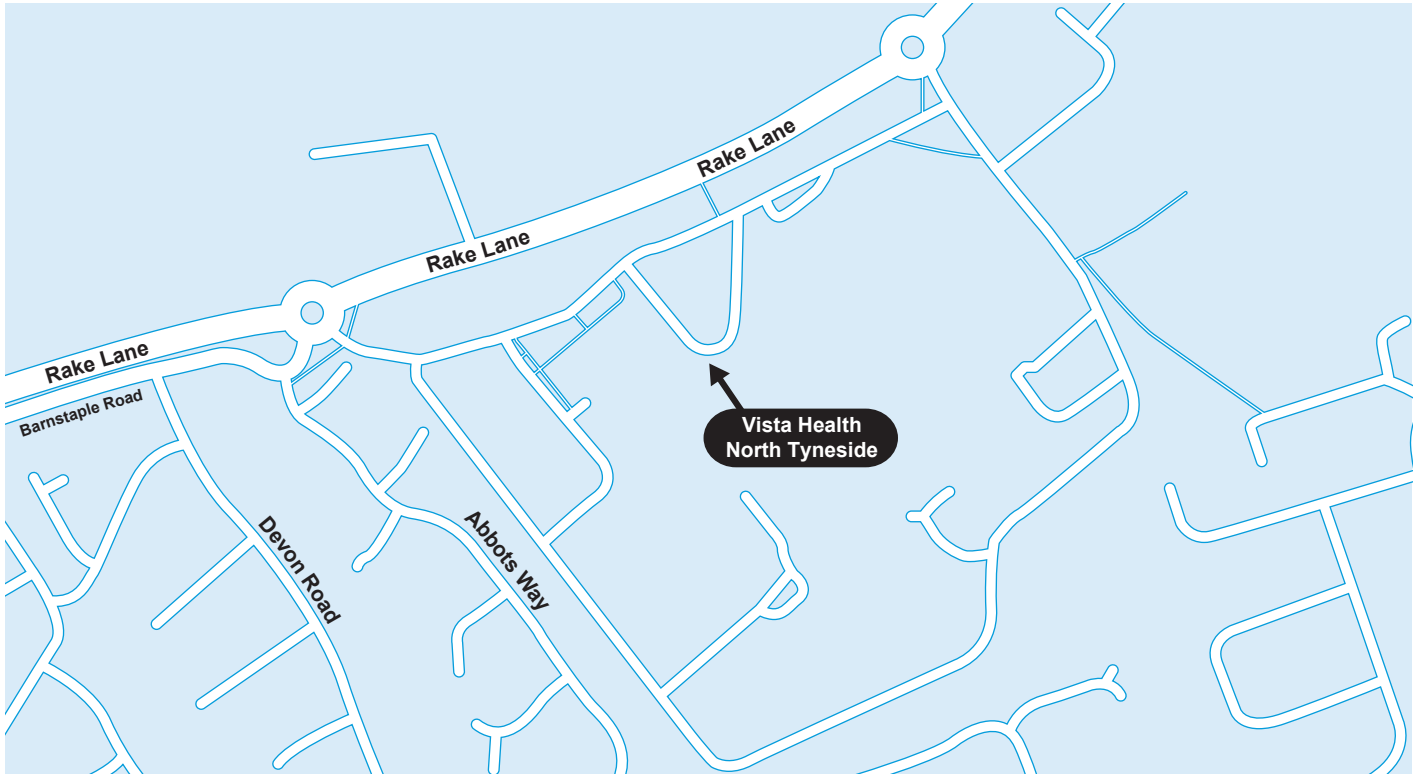 Rake Lane
Rake Lane
Rake Lane
Barnstaple Road
Vista Health
North Tyneside
Devon Road
Abbots Way